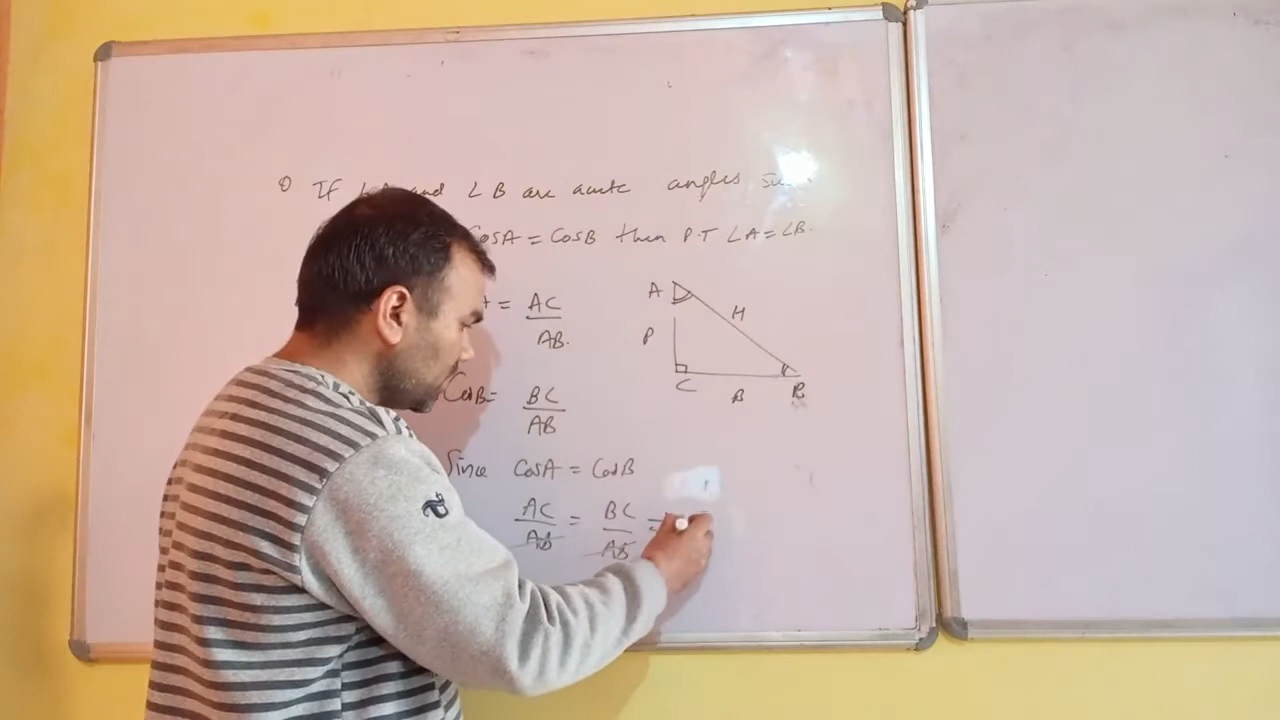 If and ∠B are acute angles
CosA = CosB then P.T ∠A = ∠B.
= AC/AB.
A
H
P
C
B
B
CosB = BC/AB
Since CosA = CosB
AC/AB = BC/AB